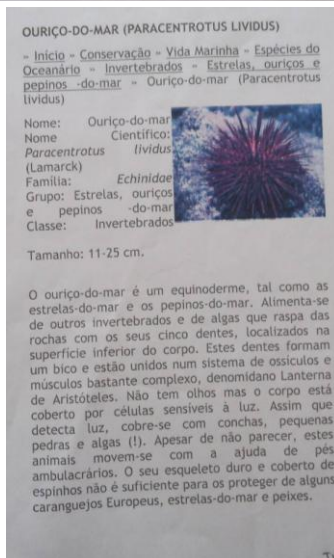 OURIÇO-DO-MAR (PARACENTROTUS LIVIDUS)
» Início » Conservação » Vida Marinha » Espécies do
Oceanário » Invertebrados » Estrelas, ouriços e
pepinos -do-mar » Ouriço-do-mar (Paracentrotus
lividus)
Nome: Ouriço-do-mar
Nome Científico:
Paracentrotus lividus
(Lamarck)
Família: Echinidae
Grupo: Estrelas, ouriços
e pepinos -do-mar
Classe: Invertebrados
Tamanho: 11-25 cm.
O ouriço-do-mar é um equinoderme, tal como as
estrelas-do-mar e os pepinos-do-mar. Alimenta-se
de outros invertebrados e de algas que raspa das
rochas com os seus cinco dentes, localizados na
superfície inferior do corpo. Estes dentes formam
um bico e estão unidos num sistema de ossículos e
músculos bastante complexo, denomidano Lanterna
de Aristóteles. Não tem olhos mas o corpo está
coberto por células sensíveis à luz. Assim que
detecta luz, cobre-se com conchas, pequenas
pedras e algas (!). Apesar de não parecer, estes
animais movem-se com a ajuda de pés
ambulacrários. O seu esqueleto duro e coberto de
espinhos não é suficiente para os proteger de alguns
caranguejos Europeus, estrelas-do-mar e peixes.